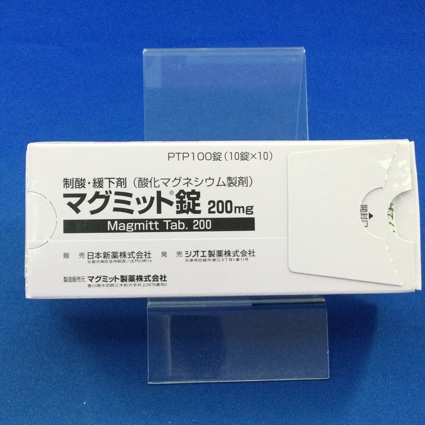 PTP100錠(10錠×10)
制酸・緩下剤(酸化マグネシウム製剤)
マグミット®錠 200mg
Magmitt Tab. 200
販売 日本新薬株式会社
発売 シオエ製薬株式会社
製造販売元 マグミット製薬株式会社